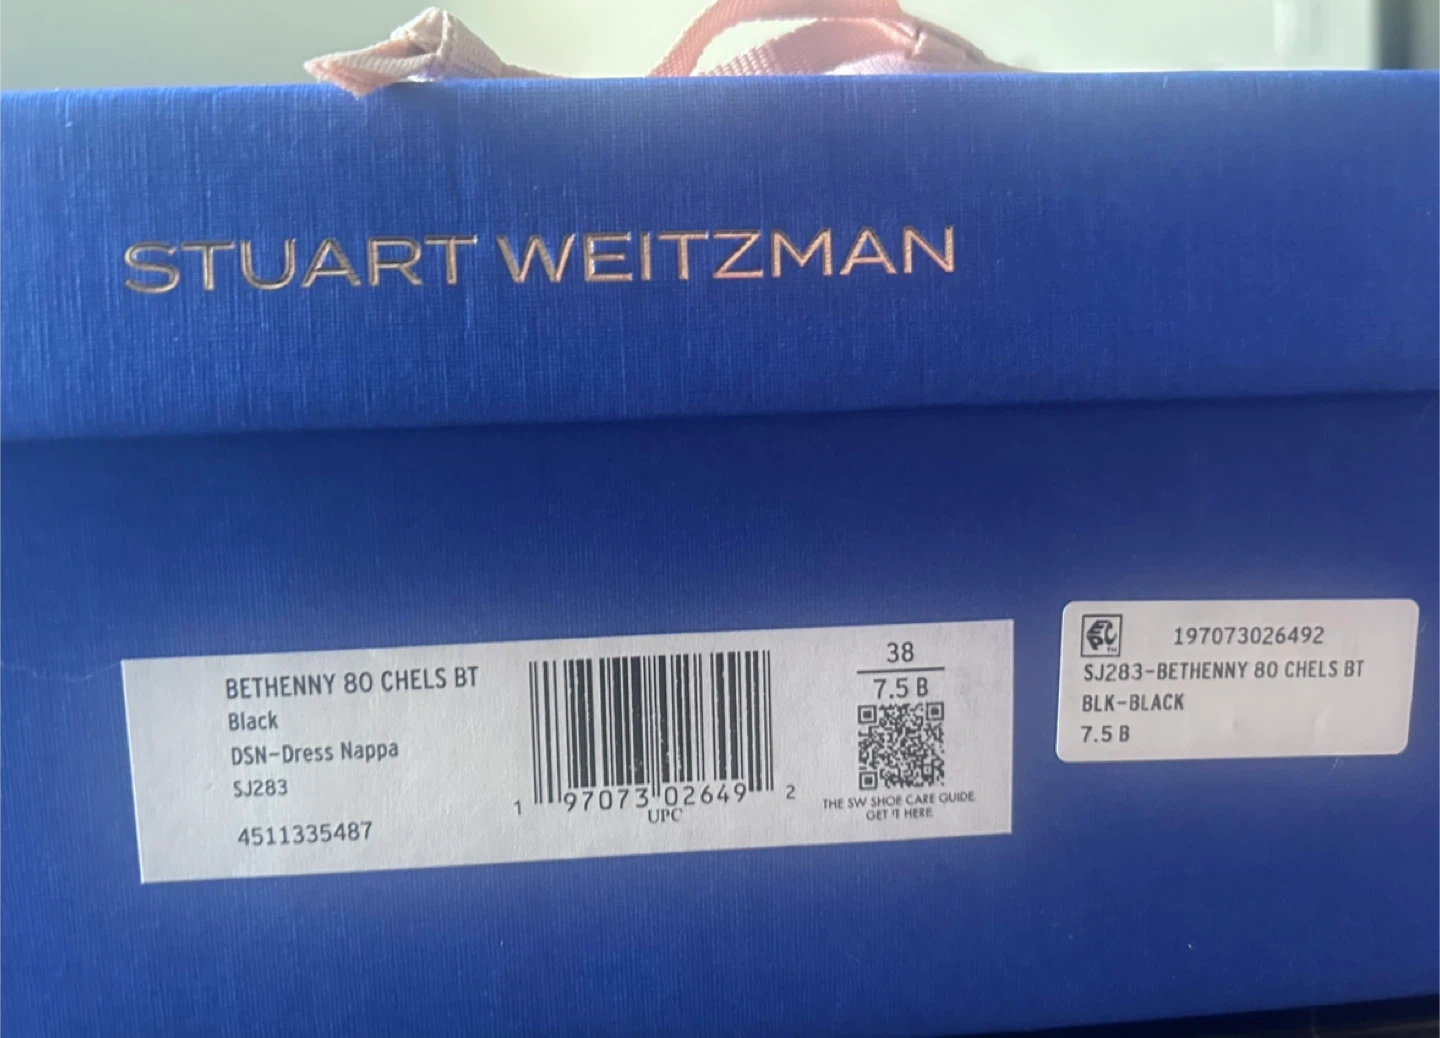 STUART WEITZMAN
BETHENNY 80 CHELS BT
Black
DSN-Dress Nappa
SJ283
4511335487
1 97073 02649 2
UPC
38
7.5 B
THE SW SHOE CARE GUIDE.
GET IT HERE.
197073026492
SJ283-BETHENNY 80 CHELS BT
BLK-BLACK
7.5 B